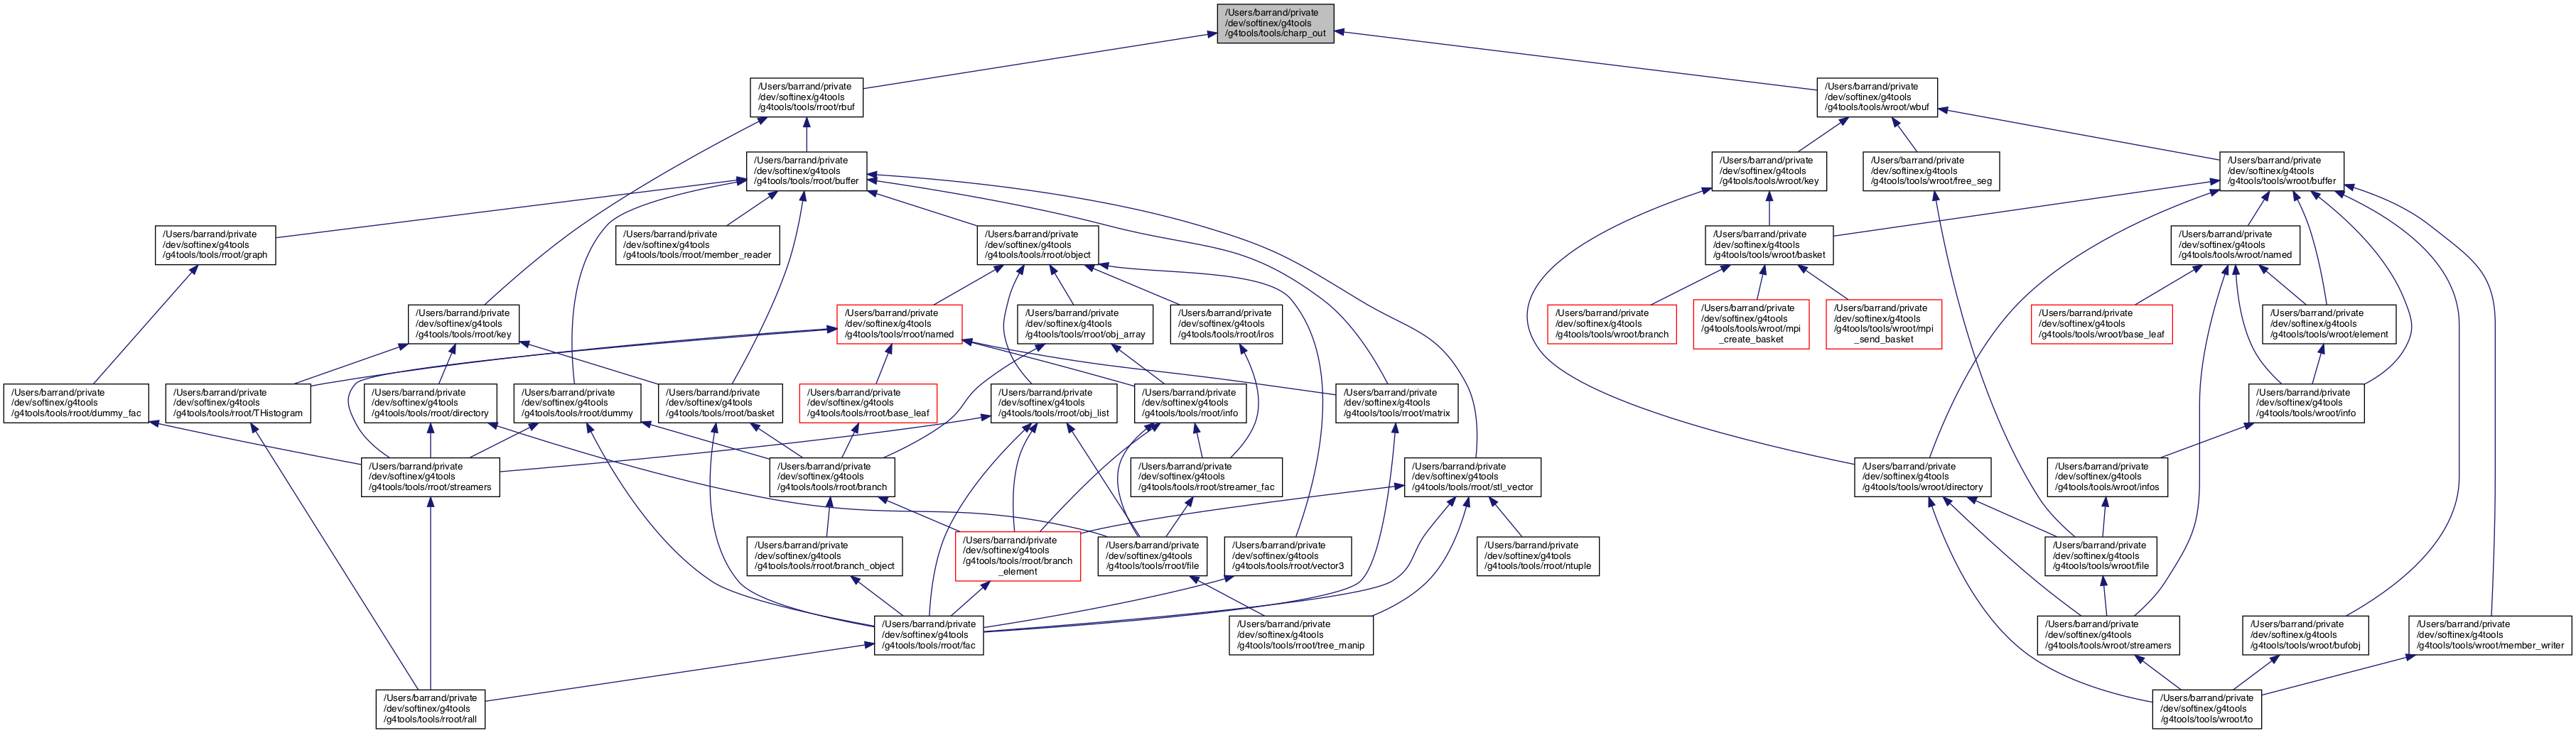 /Users/barrand/private
/dev/softinex/g4tools
/g4tools/tools/charp_out
/Users/barrand/private
/dev/softinex/g4tools
/g4tools/tools/rroot/rbuf
/Users/barrand/private
/dev/softinex/g4tools
/g4tools/tools/wroot/wbuf
/Users/barrand/private
/dev/softinex/g4tools
/g4tools/tools/rroot/buffer
/Users/barrand/private
/dev/softinex/g4tools
/g4tools/tools/wroot/key
/Users/barrand/private
/dev/softinex/g4tools
/g4tools/tools/wroot/free_seg
/Users/barrand/private
/dev/softinex/g4tools
/g4tools/tools/wroot/buffer
/Users/barrand/private
/dev/softinex/g4tools
/g4tools/tools/rroot/graph
/Users/barrand/private
/dev/softinex/g4tools
/g4tools/tools/rroot/member_reader
/Users/barrand/private
/dev/softinex/g4tools
/g4tools/tools/rroot/object
/Users/barrand/private
/dev/softinex/g4tools
/g4tools/tools/wroot/basket
/Users/barrand/private
/dev/softinex/g4tools
/g4tools/tools/wroot/named
/Users/barrand/private
/dev/softinex/g4tools
/g4tools/tools/rroot/key
/Users/barrand/private
/dev/softinex/g4tools
/g4tools/tools/rroot/named
/Users/barrand/private
/dev/softinex/g4tools
/g4tools/tools/rroot/obj_array
/Users/barrand/private
/dev/softinex/g4tools
/g4tools/tools/rroot/iros
/Users/barrand/private
/dev/softinex/g4tools
/g4tools/tools/wroot/branch
/Users/barrand/private
/dev/softinex/g4tools
/g4tools/tools/wroot/mpi
_create_basket
/Users/barrand/private
/dev/softinex/g4tools
/g4tools/tools/wroot/mpi
_send_basket
/Users/barrand/private
/dev/softinex/g4tools
/g4tools/tools/wroot/base_leaf
/Users/barrand/private
/dev/softinex/g4tools
/g4tools/tools/wroot/element
/Users/barrand/private
/dev/softinex/g4tools
/g4tools/tools/rroot/dummy_fac
/Users/barrand/private
/dev/softinex/g4tools
/g4tools/tools/rroot/THistogram
/Users/barrand/private
/dev/softinex/g4tools
/g4tools/tools/rroot/directory
/Users/barrand/private
/dev/softinex/g4tools
/g4tools/tools/rroot/dummy
/Users/barrand/private
/dev/softinex/g4tools
/g4tools/tools/rroot/basket
/Users/barrand/private
/dev/softinex/g4tools
/g4tools/tools/rroot/base_leaf
/Users/barrand/private
/dev/softinex/g4tools
/g4tools/tools/rroot/obj_list
/Users/barrand/private
/dev/softinex/g4tools
/g4tools/tools/rroot/info
/Users/barrand/private
/dev/softinex/g4tools
/g4tools/tools/rroot/matrix
/Users/barrand/private
/dev/softinex/g4tools
/g4tools/tools/wroot/info
/Users/barrand/private
/dev/softinex/g4tools
/g4tools/tools/rroot/streamers
/Users/barrand/private
/dev/softinex/g4tools
/g4tools/tools/rroot/branch
/Users/barrand/private
/dev/softinex/g4tools
/g4tools/tools/rroot/streamer_fac
/Users/barrand/private
/dev/softinex/g4tools
/g4tools/tools/rroot/stl_vector
/Users/barrand/private
/dev/softinex/g4tools
/g4tools/tools/wroot/directory
/Users/barrand/private
/dev/softinex/g4tools
/g4tools/tools/wroot/infos
/Users/barrand/private
/dev/softinex/g4tools
/g4tools/tools/rroot/branch_object
/Users/barrand/private
/dev/softinex/g4tools
/g4tools/tools/rroot/branch
_element
/Users/barrand/private
/dev/softinex/g4tools
/g4tools/tools/rroot/file
/Users/barrand/private
/dev/softinex/g4tools
/g4tools/tools/rroot/vector3
/Users/barrand/private
/dev/softinex/g4tools
/g4tools/tools/rroot/ntuple
/Users/barrand/private
/dev/softinex/g4tools
/g4tools/tools/wroot/file
/Users/barrand/private
/dev/softinex/g4tools
/g4tools/tools/rroot/fac
/Users/barrand/private
/dev/softinex/g4tools
/g4tools/tools/rroot/tree_manip
/Users/barrand/private
/dev/softinex/g4tools
/g4tools/tools/wroot/streamers
/Users/barrand/private
/dev/softinex/g4tools
/g4tools/tools/wroot/bufobj
/Users/barrand/private
/dev/softinex/g4tools
/g4tools/tools/wroot/member_writer
/Users/barrand/private
/dev/softinex/g4tools
/g4tools/tools/rroot/rall
/Users/barrand/private
/dev/softinex/g4tools
/g4tools/tools/wroot/to